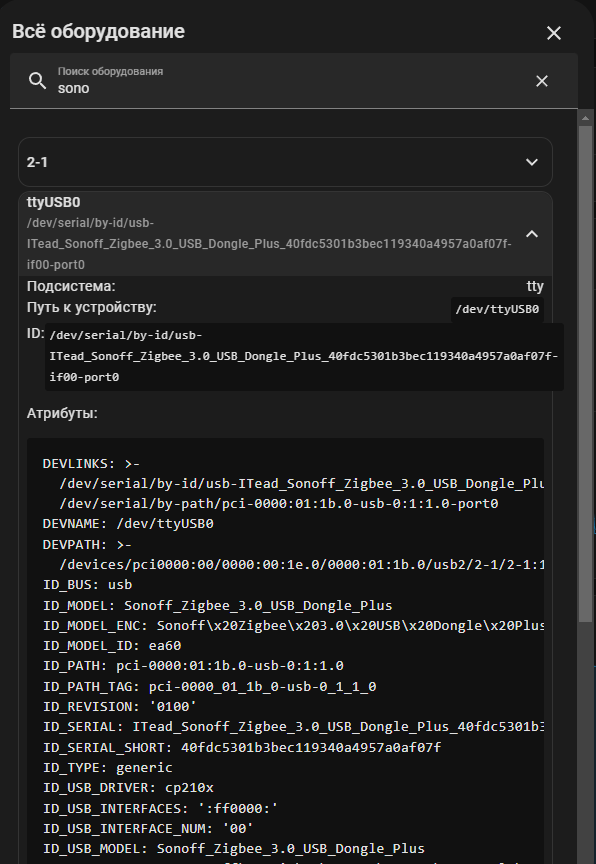 Всё оборудование
Поиск оборудования
sono
2-1
ttyUSB0
/dev/serial/by-id/usb-
ITead_Sonoff_Zigbee_3.0_USB_Dongle_Plus_40fdc5301b3bec119340a4957a0af07f-
if00-port0
Подсистема: tty
Путь к устройству: /dev/ttyUSB0
ID: /dev/serial/by-id/usb-
ITead_Sonoff_Zigbee_3.0_USB_Dongle_Plus_40fdc5301b3bec119340a4957a0af07f-
if00-port0
Атрибуты:
DEVLINKS: >-
/dev/serial/by-id/usb-ITead_Sonoff_Zigbee_3.0_USB_Dongle_Plu
/dev/serial/by-path/pci-0000:01:1b.0-usb-0:1:1.0-port0
DEVNAME: /dev/ttyUSB0
DEVPATH: >-
/devices/pci0000:00/0000:00:1e.0/0000:01:1b.0/usb2/2-1/2-1:1
ID_BUS: usb
ID_MODEL: Sonoff_Zigbee_3.0_USB_Dongle_Plus
ID_MODEL_ENC: Sonoff\x20Zigbee\x203.0\x20USB\x20Dongle\x20Plus
ID_MODEL_ID: ea60
ID_PATH: pci-0000:01:1b.0-usb-0:1:1.0
ID_PATH_TAG: pci-0000_01_1b_0-usb-0_1_1_0
ID_REVISION: '0100'
ID_SERIAL: ITead_Sonoff_Zigbee_3.0_USB_Dongle_Plus_40fdc5301b3
ID_SERIAL_SHORT: 40fdc5301b3bec119340a4957a0af07f
ID_TYPE: generic
ID_USB_DRIVER: cp210x
ID_USB_INTERFACES: ':ff0000:'
ID_USB_INTERFACE_NUM: '00'
ID_USB_MODEL: Sonoff_Zigbee_3.0_USB_Dongle_Plus